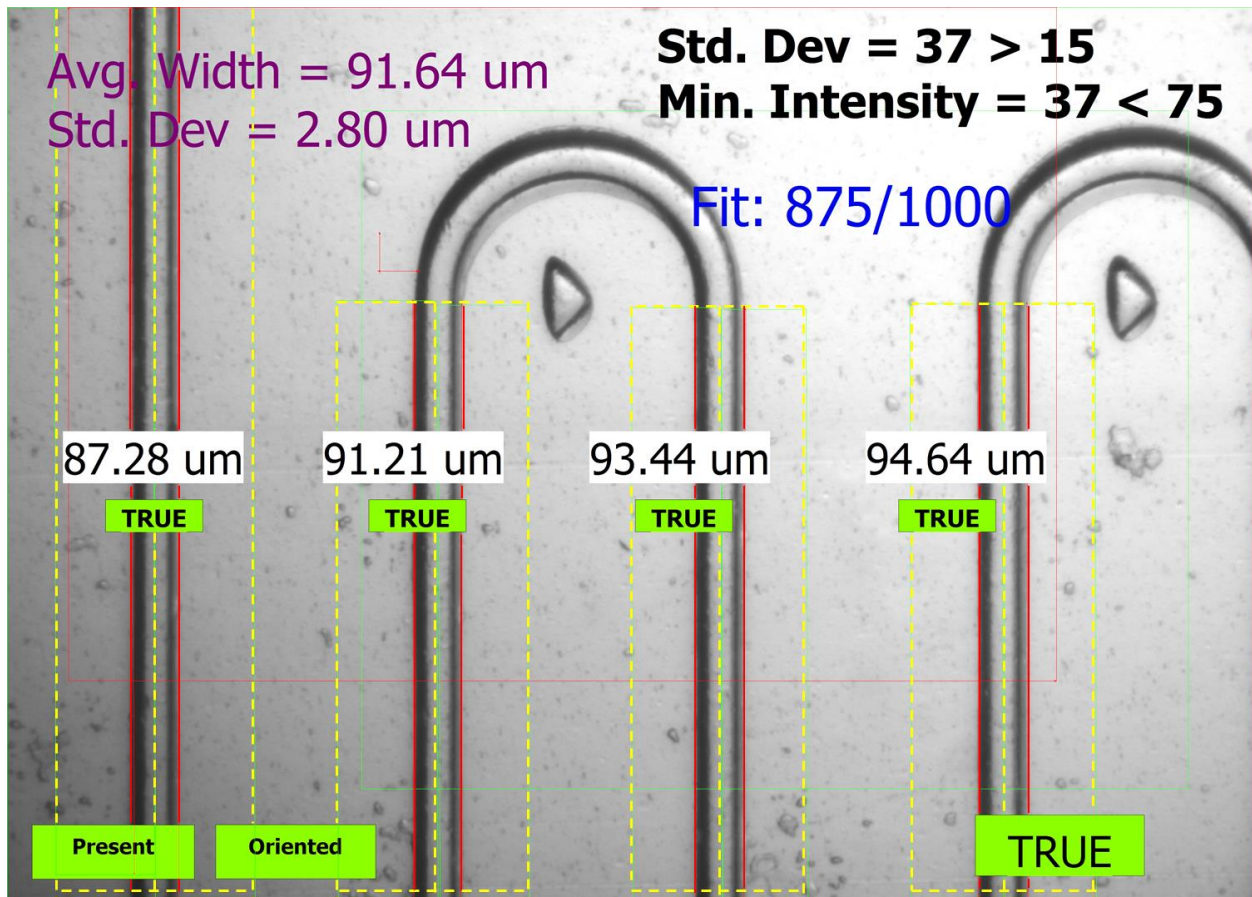 Avg. Width = 91.64 um
Std. Dev = 2.80 um
Std. Dev = 37 > 15
Min. Intensity = 37 < 75
Fit: 875/1000
87.28 um
91.21 um
93.44 um
94.64 um
TRUE
TRUE
TRUE
TRUE
Present
Oriented
TRUE